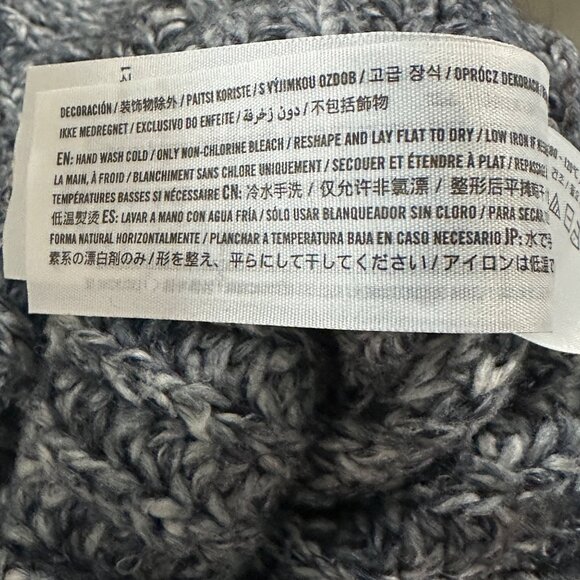 DECORACIÓN / 装饰物除外 / PAITSI KORISTE / S VÝJIMKOU OZDOB / 고급 장식 / OPRÓCZ DEKORACJI
IKKE MEDREGNET / EXCLUSIVO DO ENFEITE / دون زخرفة / 不包括飾物
EN: HAND WASH COLD / ONLY NON-CHLORINE BLEACH / RESHAPE AND LAY FLAT TO DRY / LOW IRON IF
LA MAIN, À FROID / BLANCHIMENT SANS CHLORE UNIQUEMENT / SECOUER ET ÉTENDRE À PLAT /
TEMPÉRATURES BASSES SI NÉCESSAIRE CN: 冷水手洗 / 仅允许非氯漂 / 整形后平摊
低温熨烫 ES: LAVAR A MANO CON AGUA FRÍA / SÓLO USAR BLANQUEADOR SIN CLORO / PARA SECAR
FORMA NATURAL HORIZONTALMENTE / PLANCHAR A TEMPERATURA BAJA EN CASO NECESARIO JP: 水で
素系の漂白剤のみ / 形を整え、平らにして干してください / アイロンは低温で